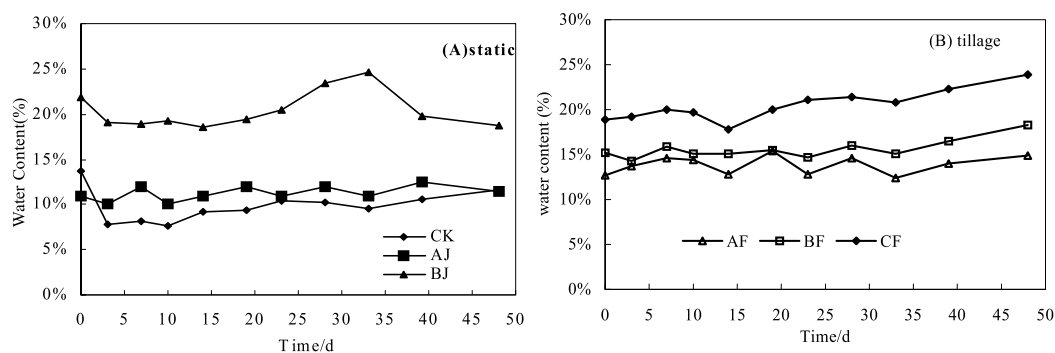 (A)static
Water Content(%)
30%
25%
20%
15%
10%
5%
0%
CK
AJ
BJ
0 5 10 15 20 25 30 35 40 45 50
Time/d
(B) tillage
water content (%)
30%
25%
20%
15%
10%
5%
0%
AF BF CF
0 5 10 15 20 25 30 35 40 45 50
Time/d